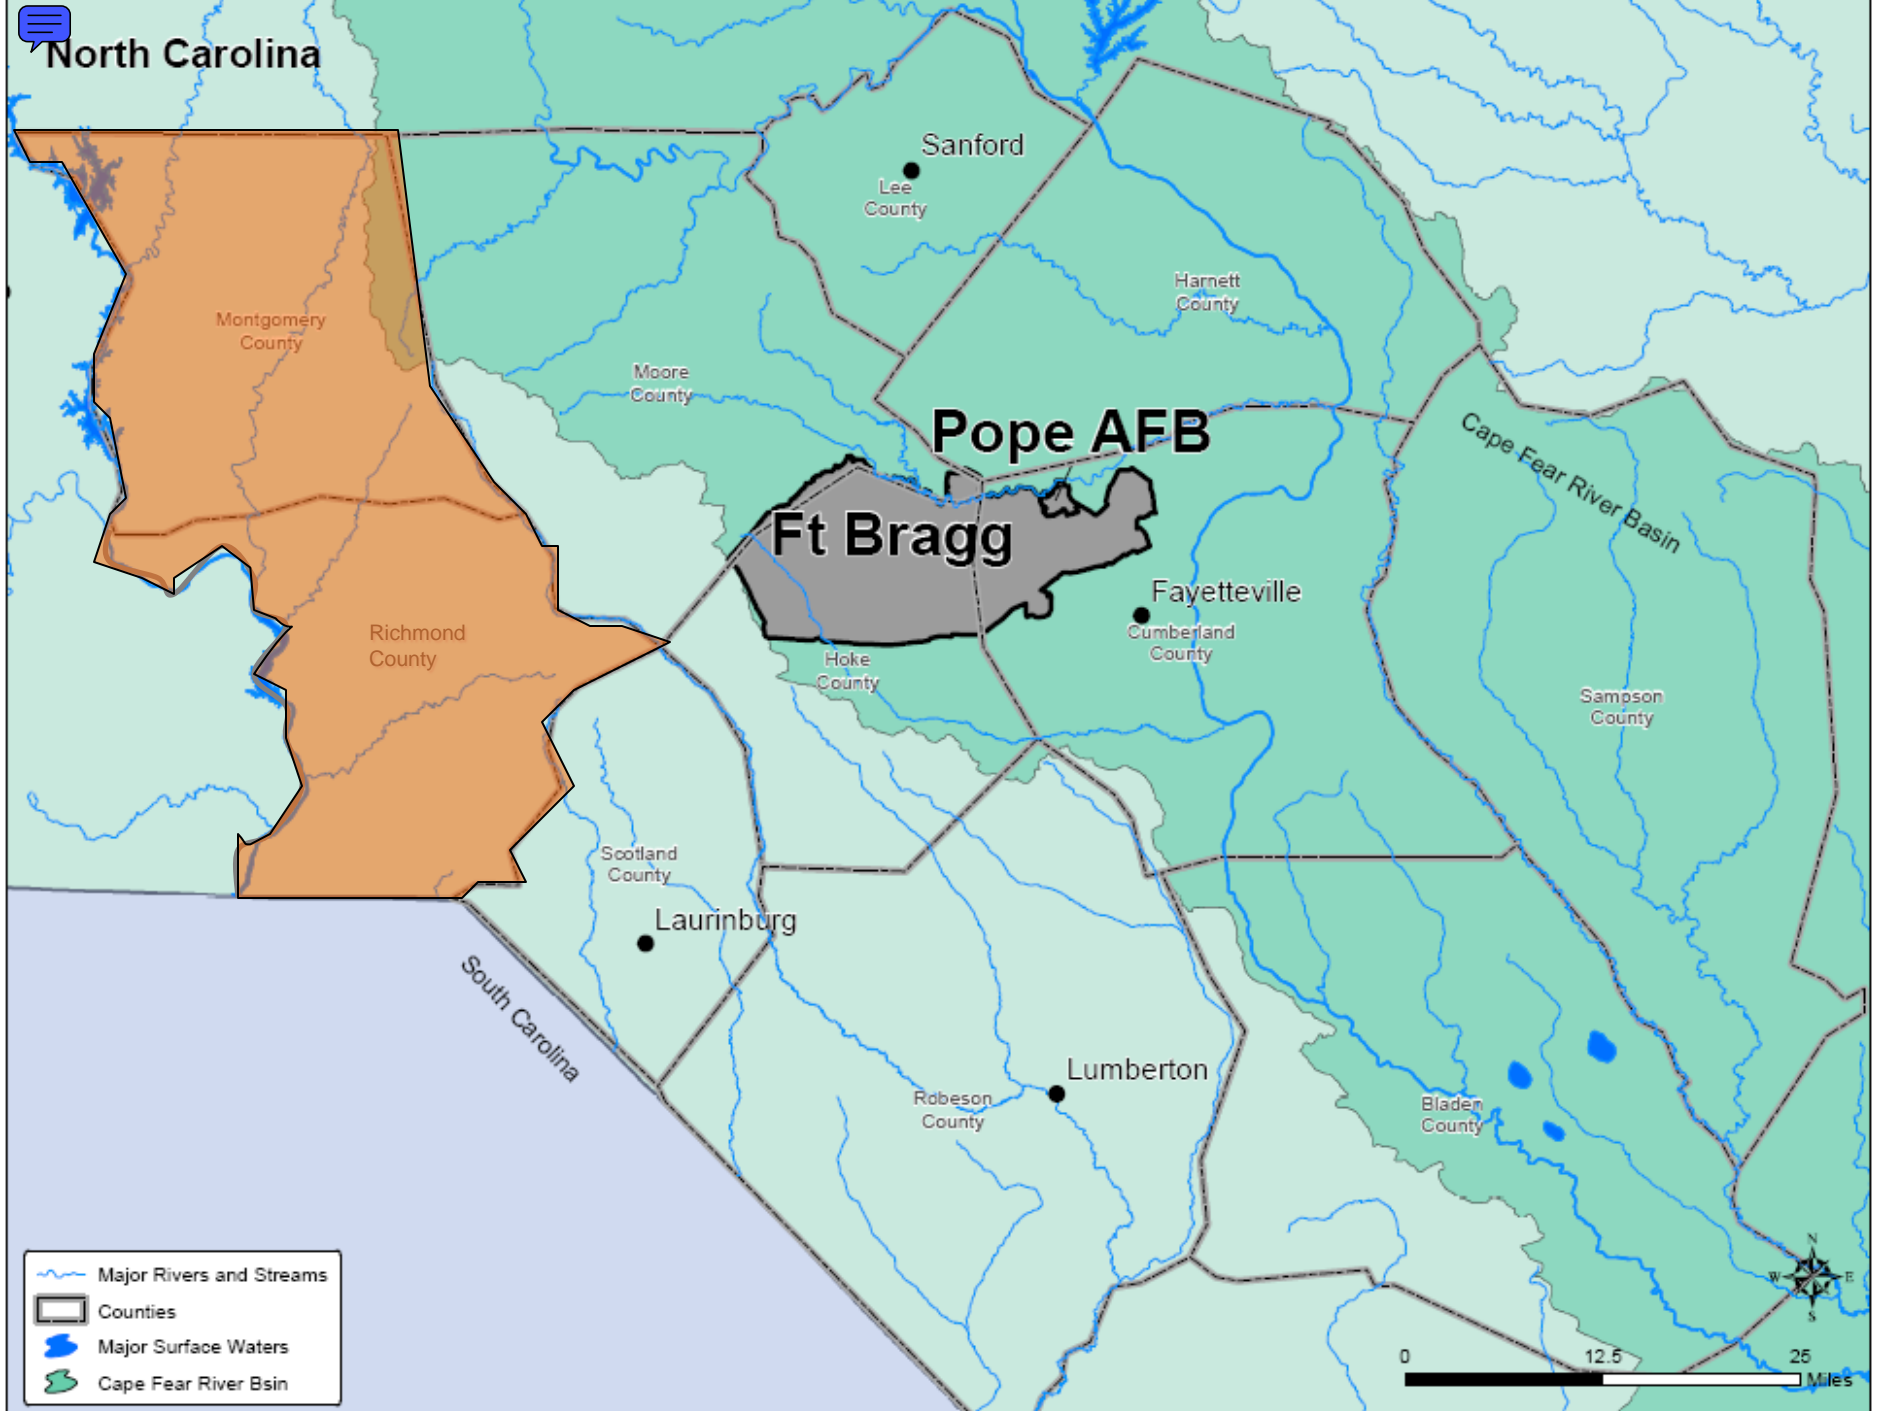 North Carolina
Sanford
Lee
County
Harnett
County
Montgomery
County
Moore
County
Pope AFB
Cape Fear River Basin
Ft Bragg
Fayetteville
Cumberland
County
Richmond
County
Hoke
County
Sampson
County
Scotland
County
Laurinburg
South Carolina
Lumberton
Robeson
County
Bladen
County
N
W
E
S
Major Rivers and Streams
Counties
Major Surface Waters
Cape Fear River Bsin
0
12.5
25
Miles